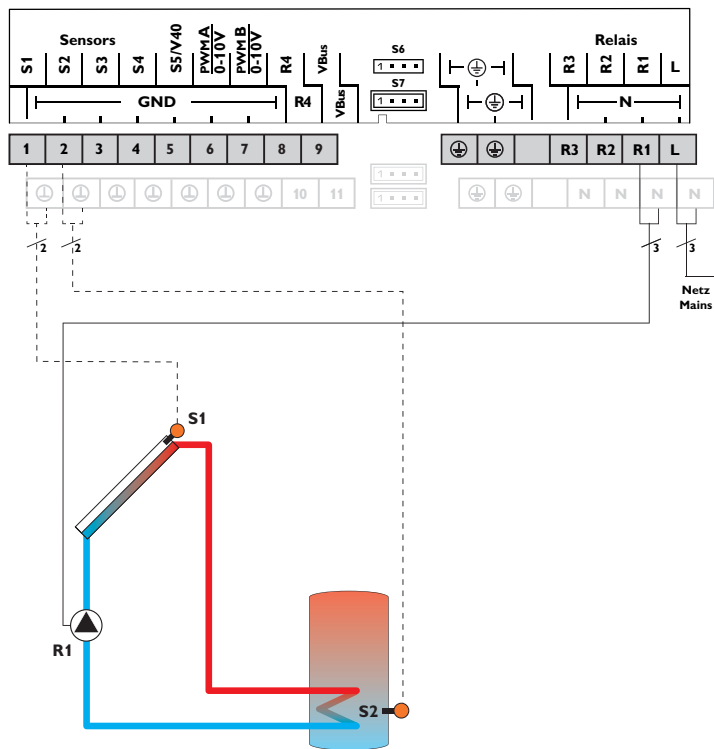 Sensors
Relais
S1
S2
S3
S4
S5/V40
PWM A
0-10V
PWM B
0-10V
R4
VBus
S6
1
S7
1
R3
R2
R1
L
GND
R4
VBus
N
1 2 3 4 5 6 7 8 9
R3 R2 R1 L
10 11
1
1
N N N N
2
2
3
3
Netz
Mains
S1
R1
S2